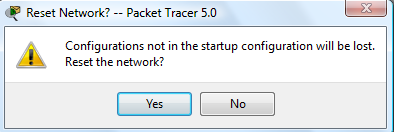 Reset Network? -- Packet Tracer 5.0
Configurations not in the startup configuration will be lost.
Reset the network?
Yes
No